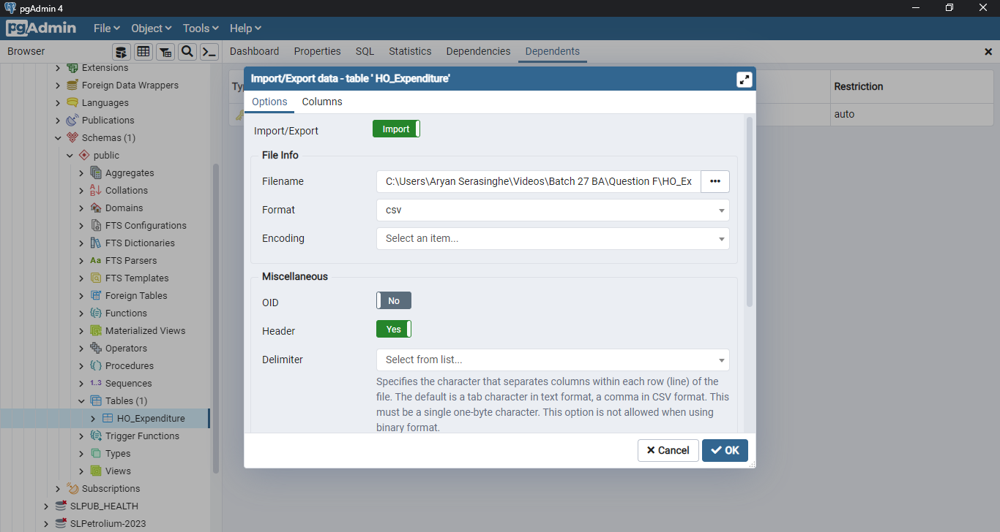 pgAdmin 4
pgAdmin File Object Tools Help
Browser Dashboard Properties SQL Statistics Dependencies Dependents
Extensions
Foreign Data Wrappers
Languages
Publications
Schemas (1)
public
Aggregates
Collations
Domains
FTS Configurations
FTS Dictionaries
Aa FTS Parsers
FTS Templates
Foreign Tables
Functions
Materialized Views
Operators
Procedures
1..3 Sequences
Tables (1)
HO_Expenditure
Trigger Functions
Types
Views
Subscriptions
SLPUB_HEALTH
SLPetrolium-2023
Restriction
auto
Import/Export data - table ' HO_Expenditure'
Options Columns
Import/Export Import
File Info
Filename C:\Users\Aryan Serasinghe\Videos\Batch 27 BA\Question F\HO_Ex
Format csv
Encoding Select an item...
Miscellaneous
OID No
Header Yes
Delimiter Select from list...
Specifies the character that separates columns within each row (line) of the
file. The default is a tab character in text format, a comma in CSV format. This
must be a single one-byte character. This option is not allowed when using
binary format.
Cancel OK